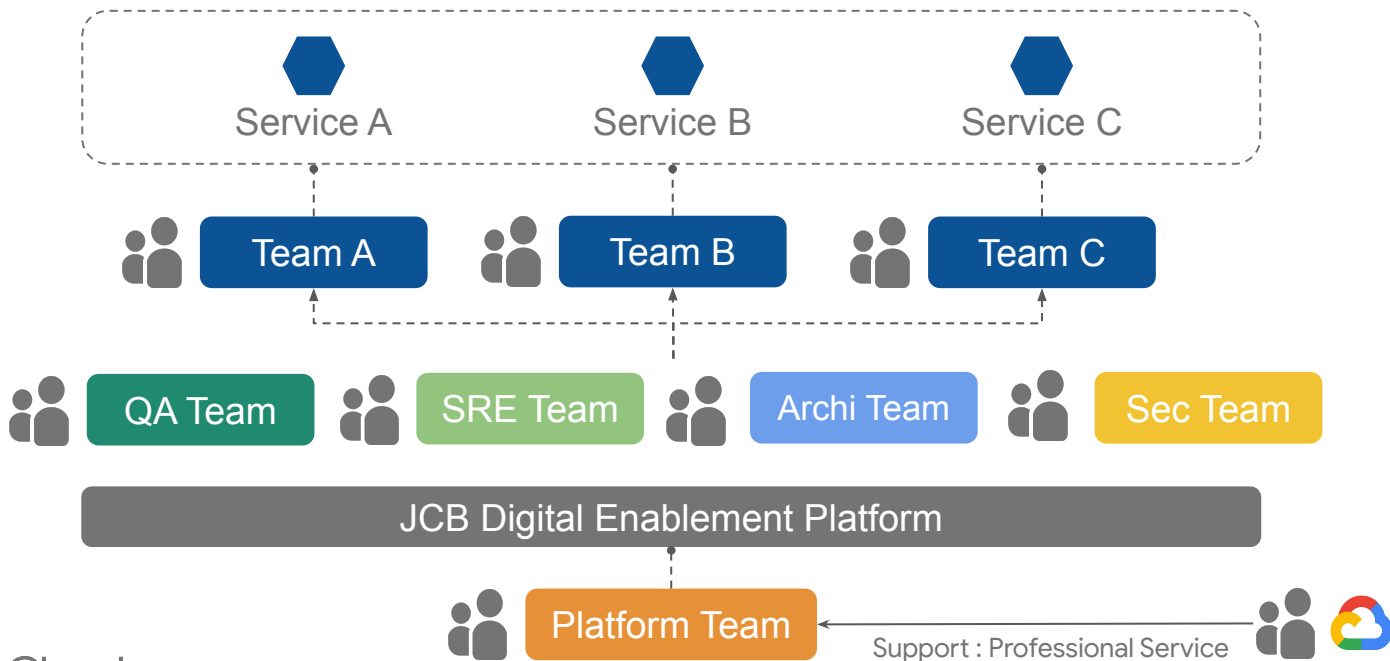 Service A
Service B
Service C
Team A
Team B
Team C
QA Team
SRE Team
Archi Team
Sec Team
JCB Digital Enablement Platform
Platform Team
Support : Professional Service